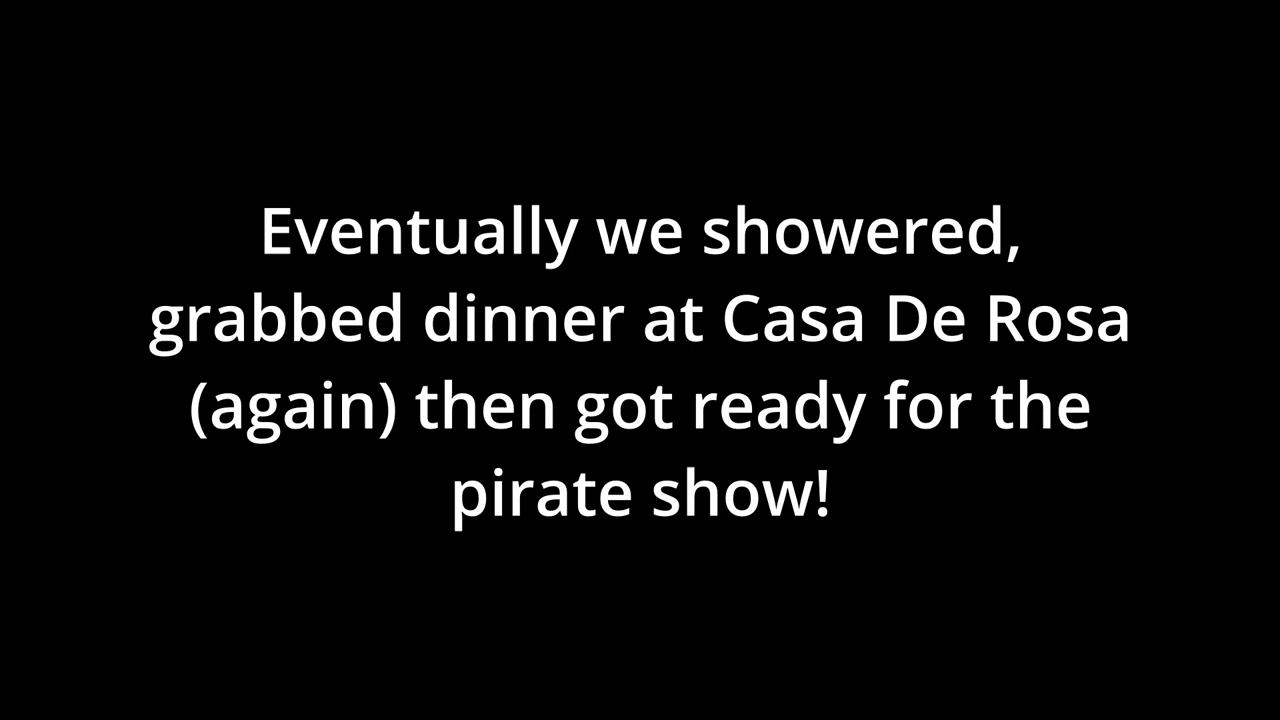 Eventually we showered,
grabbed dinner at Casa De Rosa
(again) then got ready for the
pirate show!